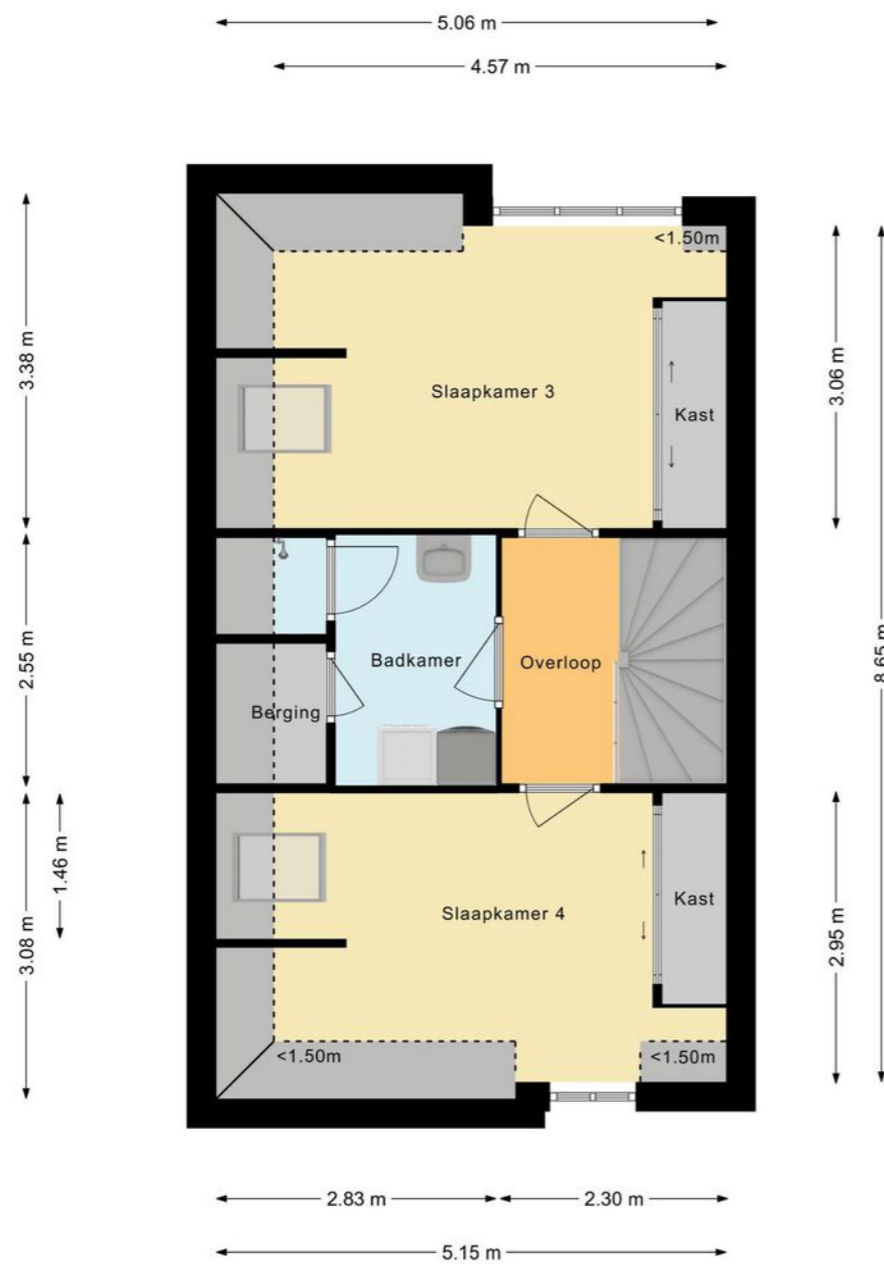 5.06 m
4.57 m
<1.50m
3.38 m
3.06 m
Slaapkamer 3
Kast
8.65 m
2.55 m
Badkamer
Overloop
Berging
1.46 m
3.08 m
Slaapkamer 4
Kast
2.95 m
<1.50m
<1.50m
2.83 m
2.30 m
5.15 m